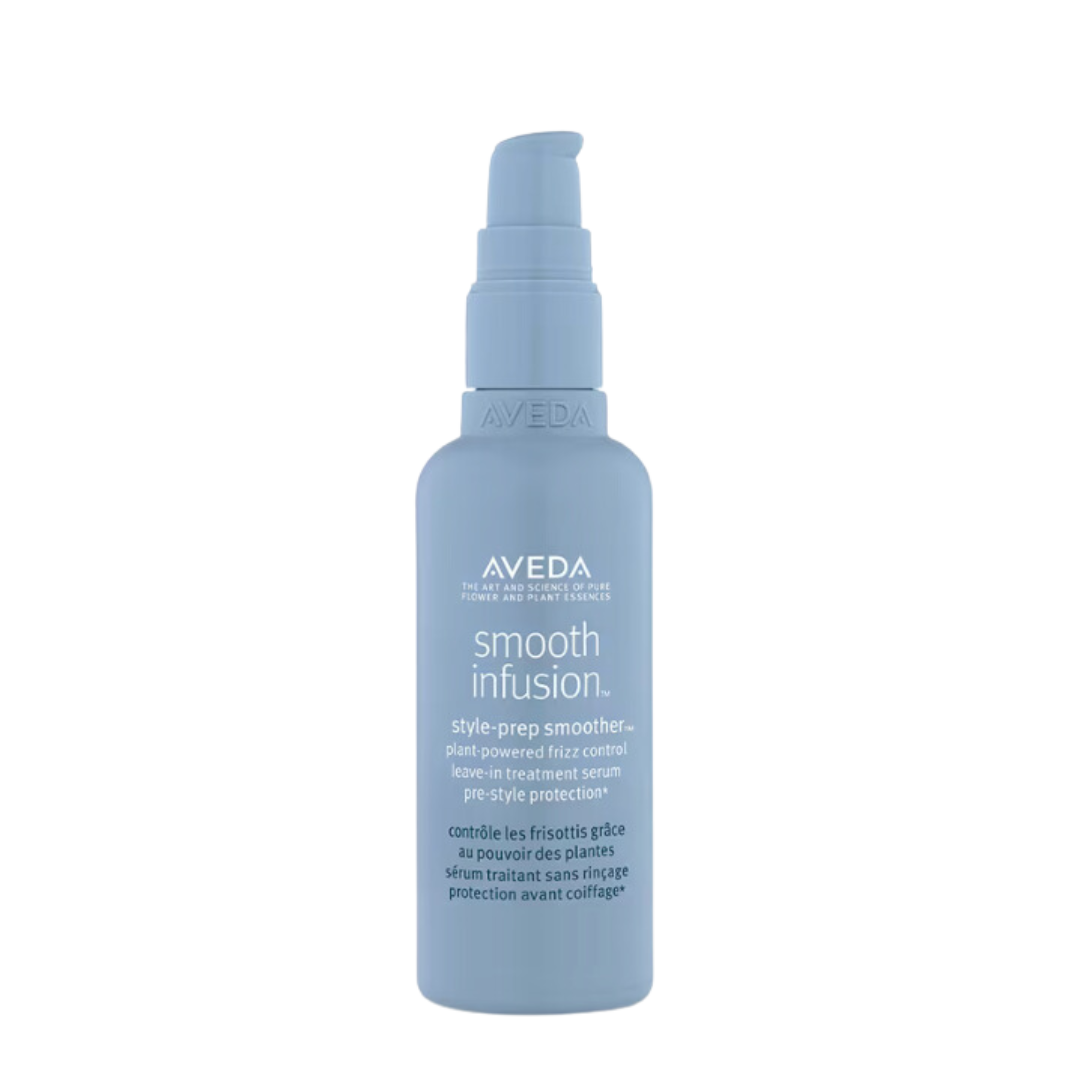 AVEDA
AVEDA
THE ART AND SCIENCE OF PURE
FLOWER AND PLANT ESSENCES
smooth
infusion™
style-prep smoother™
plant-powered frizz control
leave-in treatment serum
pre-style protection*
contrôle les frisottis grâce
au pouvoir des plantes
sérum traitant sans rinçage
protection avant coiffage*